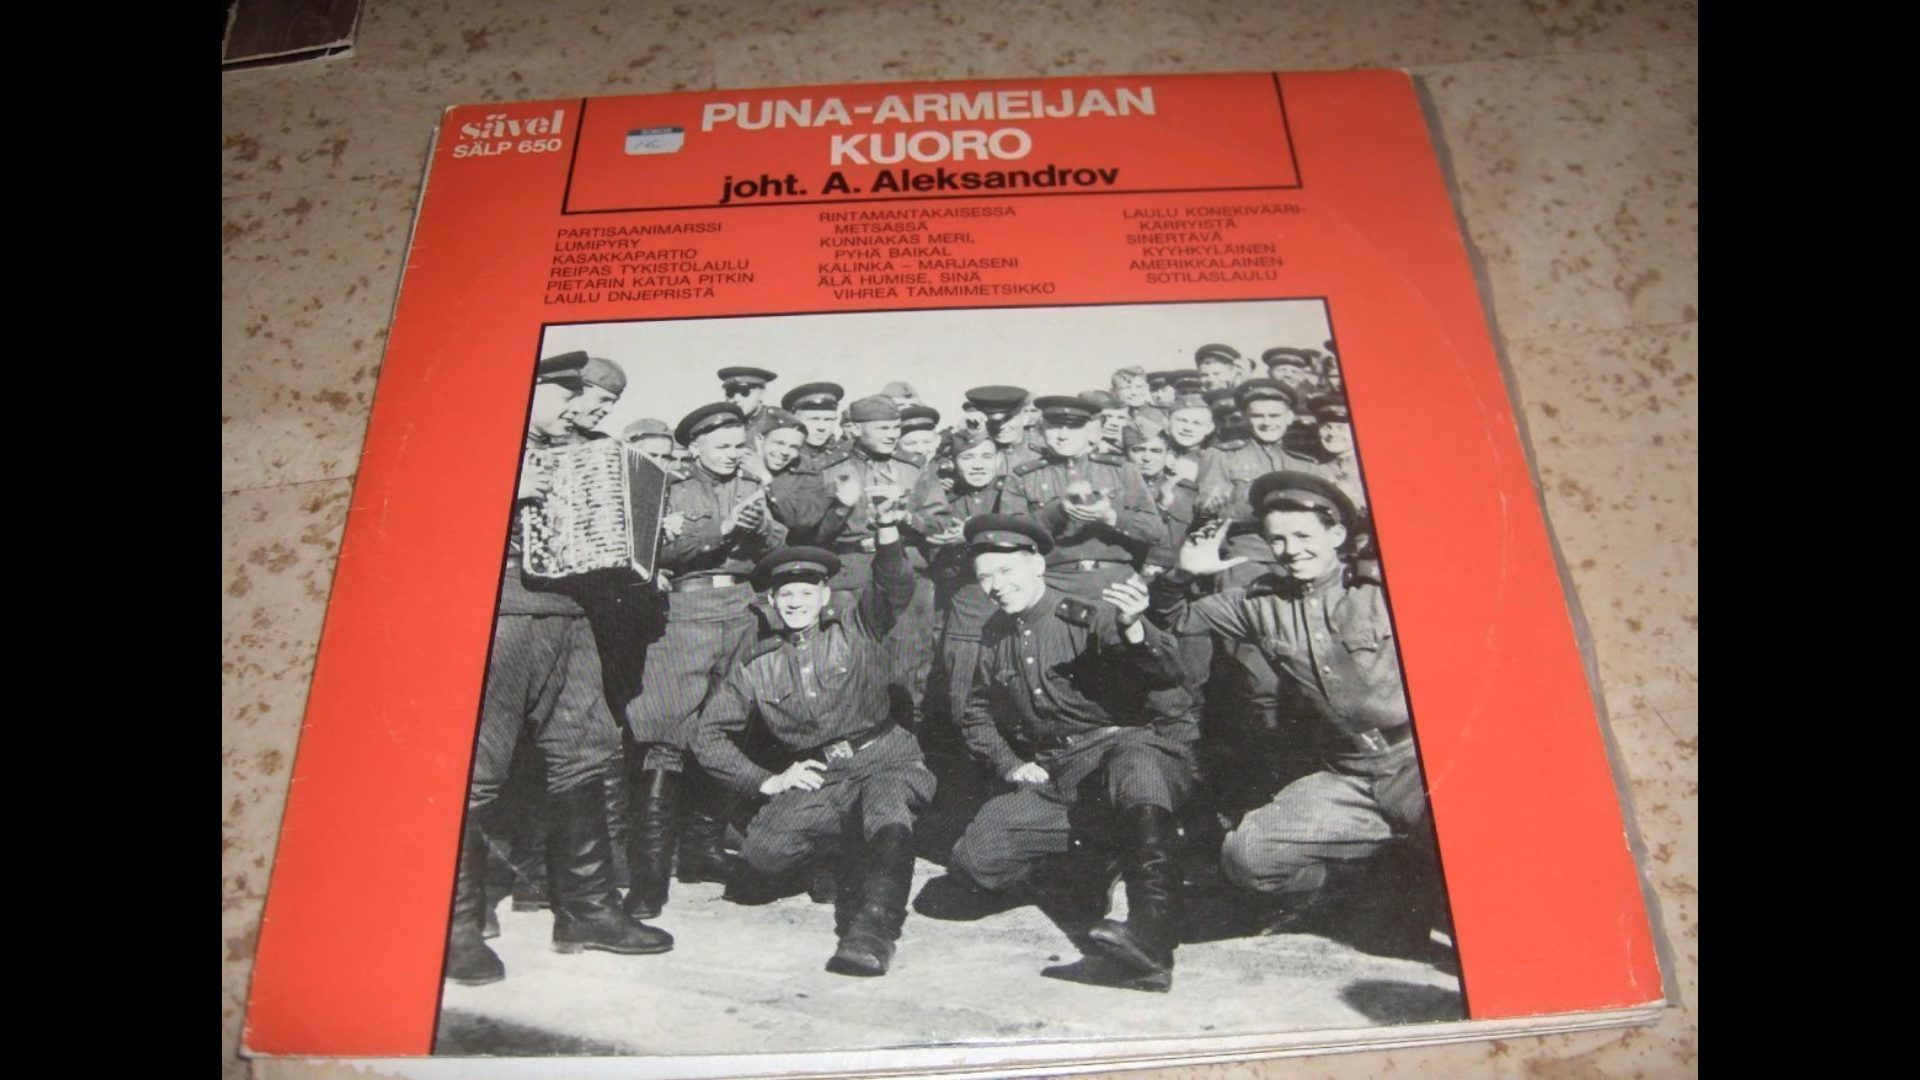 sävel
SÄLP 650
PUNA-ARMEIJAN
KUORO
joht. A. Aleksandrov
PARTISAANIMARSSI
LUMIPYRY
KASAKKAPARTIO
REIPAS TYKISTÖLAULU
PIETARIN KATUA PITKIN
LAULU DNJEPRISTÄ
RINTAMANTAKAISESSA
METSÄSSÄ
KUNNIAKAS MERI,
PYHÄ BAIKAL
KALINKA – MARJASENI
ÄLÄ HUMISE, SINÄ
VIHREÄ TAMMIMETSIKKÖ
LAULU KONEKIVÄÄRI-
KÄRRYISTÄ
SINERTÄVÄ
KYYHKYLÄINEN
AMERIKKALAINEN
SOTILASLAULU